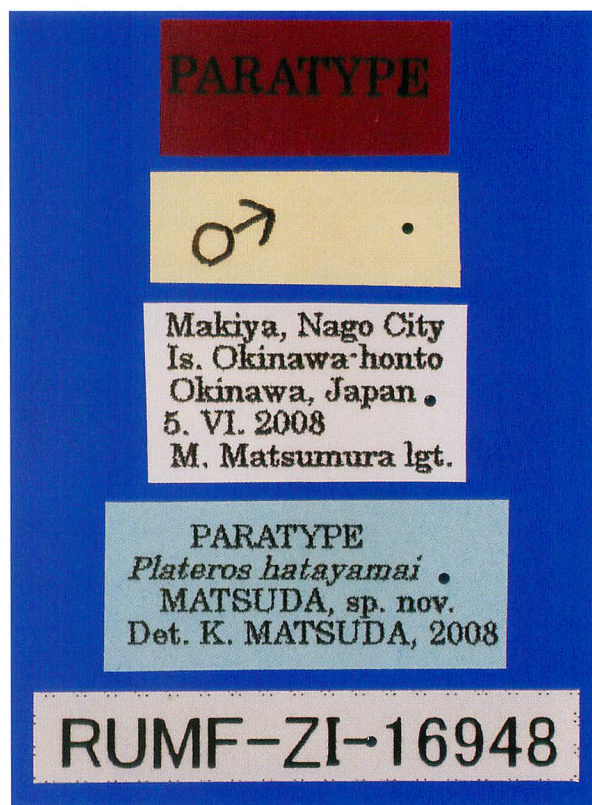 PARATYPE
♂
Makiya, Nago City
Is. Okinawa-honto
Okinawa, Japan
5. VI. 2008
M. Matsumura lgt.
PARATYPE
Plateros hatayamai
MATSUDA, sp. nov.
Det. K. MATSUDA, 2008
RUMF-ZI-16948